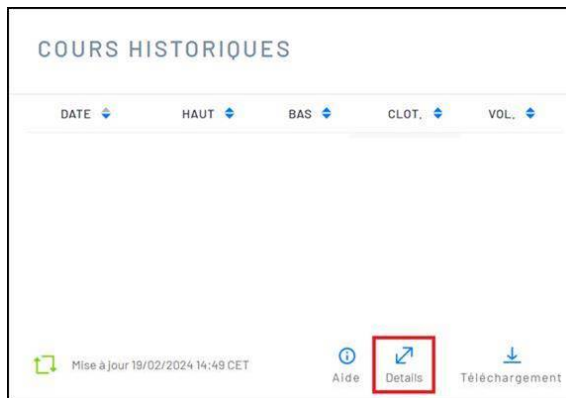 COURS HISTORIQUES
DATE HAUT BAS CLOT. VOL.
Mise à jour 19/02/2024 14:49 CET
Aide Details Téléchargement